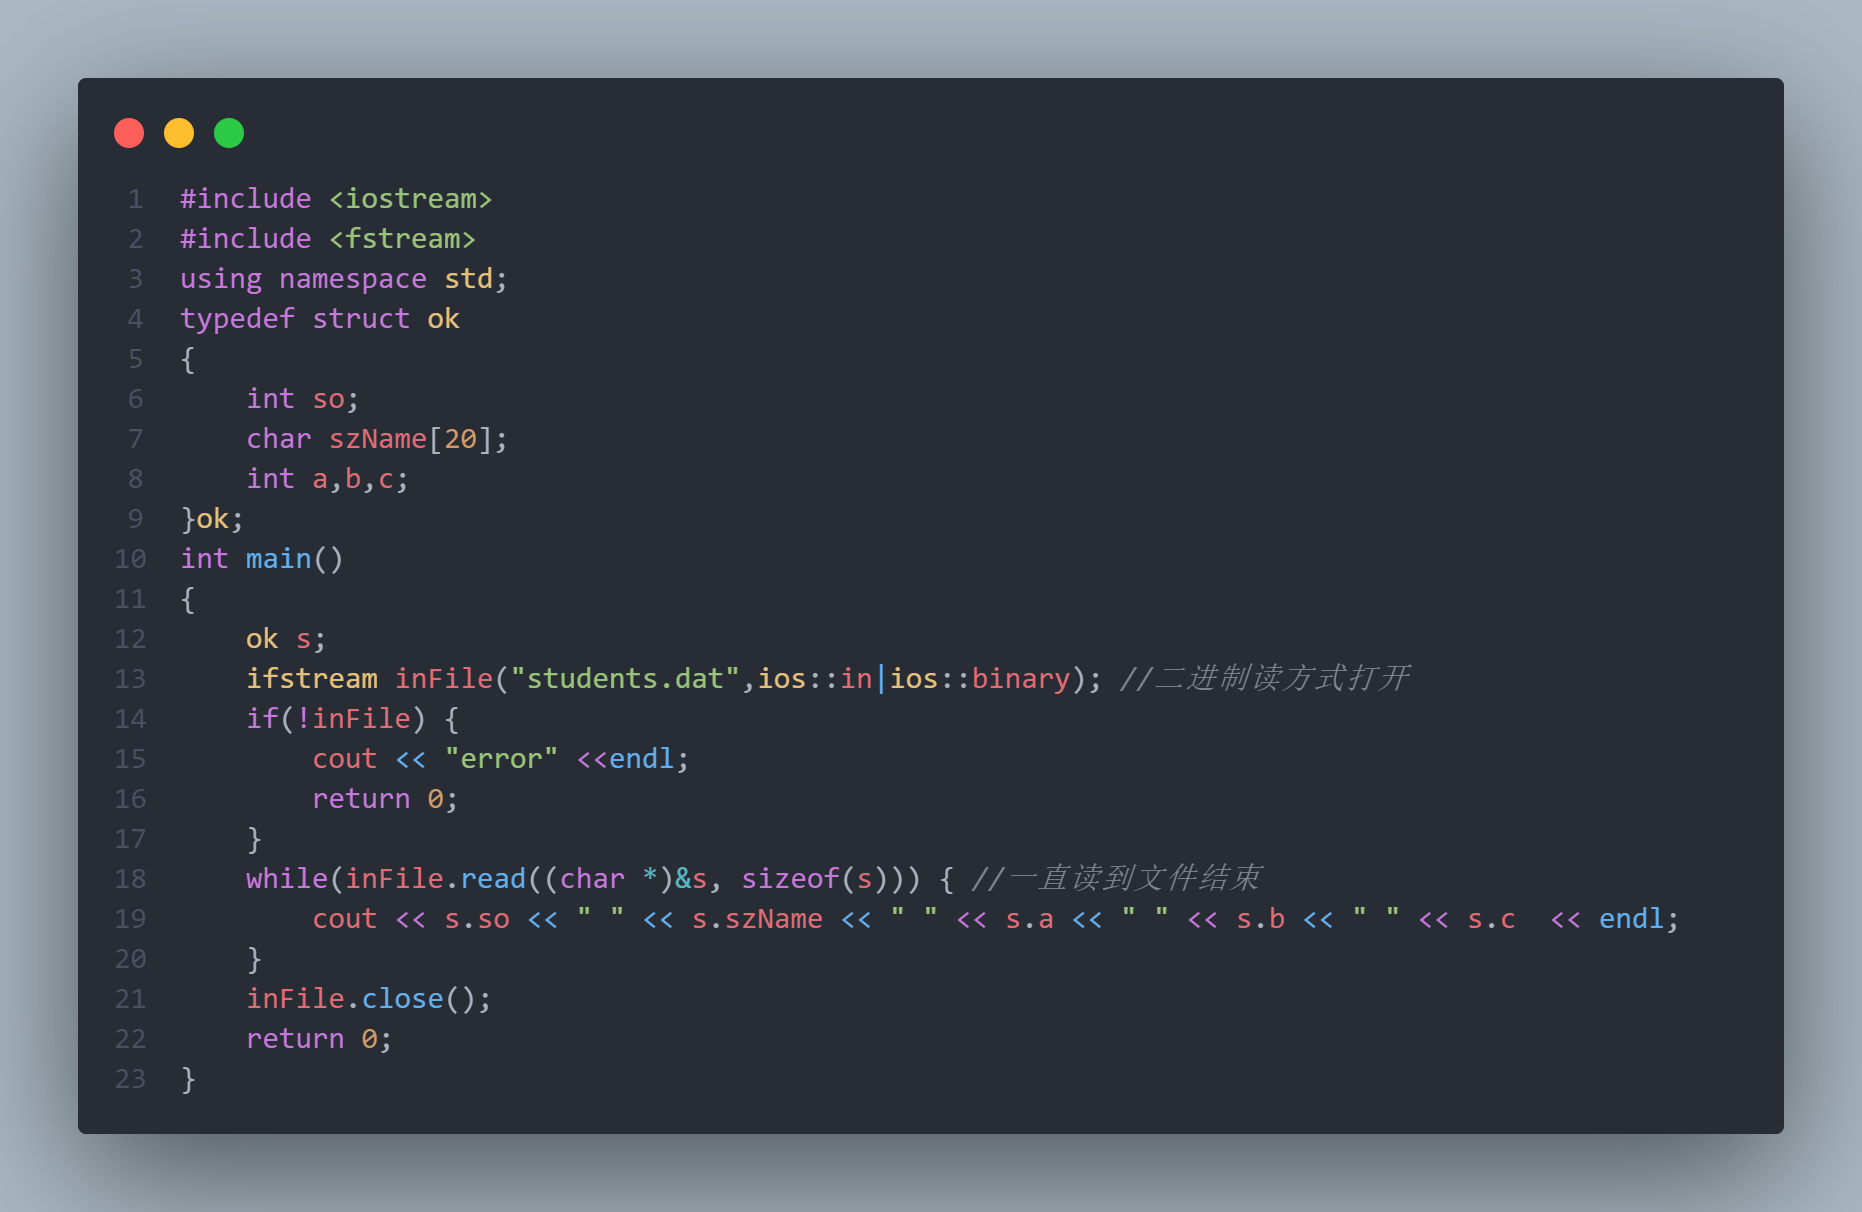 1 #include <iostream>
2 #include <fstream>
3 using namespace std;
4 typedef struct ok
5 {
6     int so;
7     char szName[20];
8     int a,b,c;
9 }ok;
10 int main()
11 {
12     ok s;
13     ifstream inFile("students.dat",ios::in|ios::binary); //二进制读方式打开
14     if(!inFile) {
15         cout << "error" <<endl;
16         return 0;
17     }
18     while(inFile.read((char *)&s, sizeof(s))) { //一直读到文件结束
19         cout << s.so << " " << s.szName << " " << s.a << " " << s.b << " " << s.c  << endl;
20     }
21     inFile.close();
22     return 0;
23 }